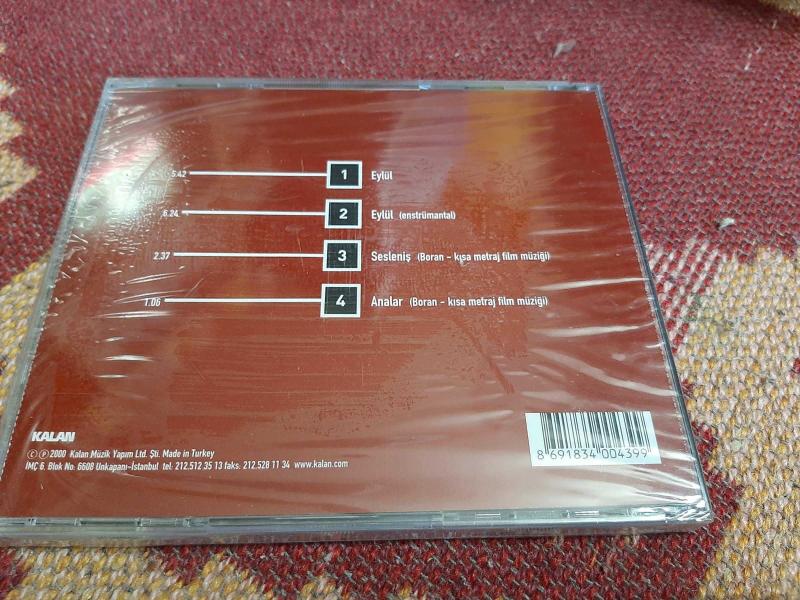 5.42 1 Eylül
6.24 2 Eylül (enstrümantal)
2.37 3 Sesleniş (Boran - kısa metraj film müziği)
1.06 4 Analar (Boran - kısa metraj film müziği)
KALAN
© ℗ 2000 Kalan Müzik Yapım Ltd. Şti. Made in Turkey
İMÇ 6. Blok No. 6608 Unkapanı-İstanbul tel. 212.512 35 13 faks. 212.528 11 34 www.kalan.com
8 691834 004399